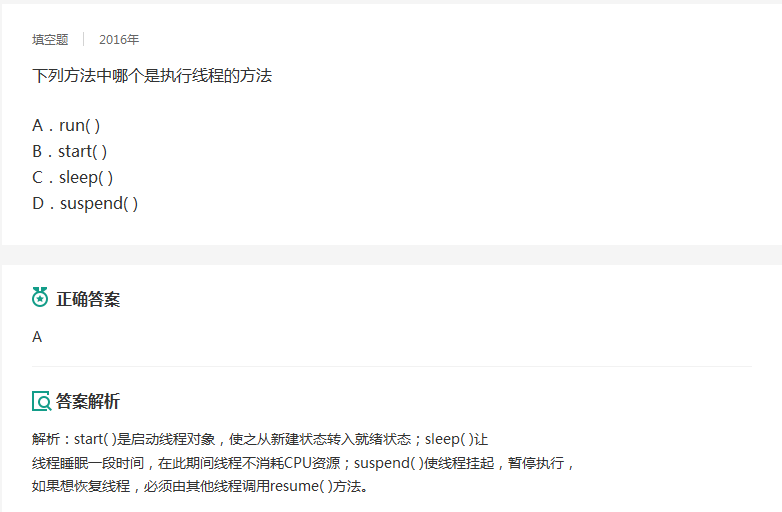 填空题 | 2016年
下列方法中哪个是执行线程的方法
A．run( )
B．start( )
C．sleep( )
D．suspend( )
正确答案
A
答案解析
解析：start( )是启动线程对象，使之从新建状态转入就绪状态；sleep( )让
线程睡眠一段时间，在此期间线程不消耗CPU资源；suspend( )使线程挂起，暂停执行，
如果想恢复线程，必须由其他线程调用resume( )方法。